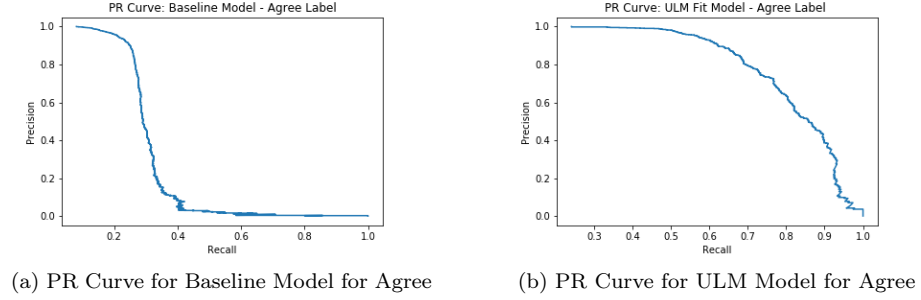 PR Curve: Baseline Model - Agree Label
1.0
0.8
0.6
0.4
0.2
0.0
Precision
0.2 0.4 0.6 0.8 1.0
Recall
(a) PR Curve for Baseline Model for Agree
PR Curve: ULM Fit Model - Agree Label
1.0
0.8
0.6
0.4
0.2
0.0
Precision
0.3 0.4 0.5 0.6 0.7 0.8 0.9 1.0
Recall
(b) PR Curve for ULM Model for Agree